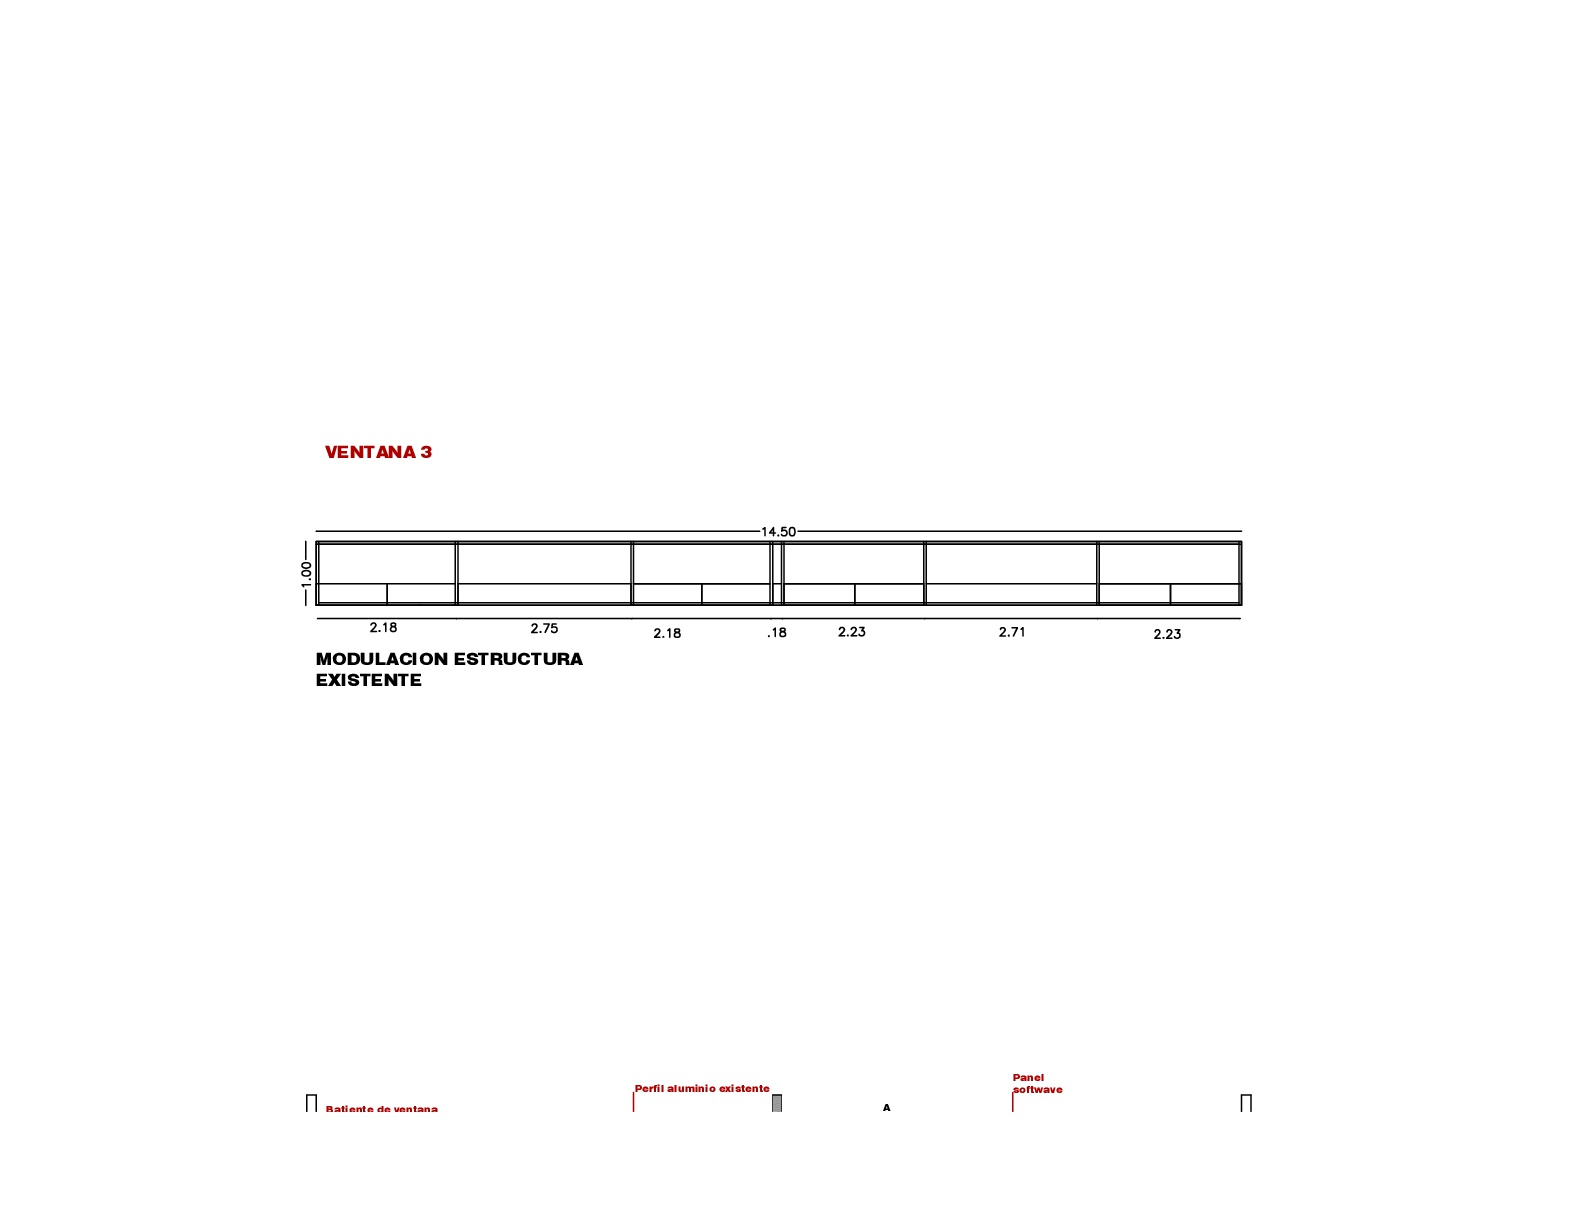 VENTANA 3
14.50
1.00
2.18 2.75 2.18 .18 2.23 2.71 2.23
MODULACION ESTRUCTURA
EXISTENTE
Panel
softwave
Perfil aluminio existente
Batiente de ventana
A